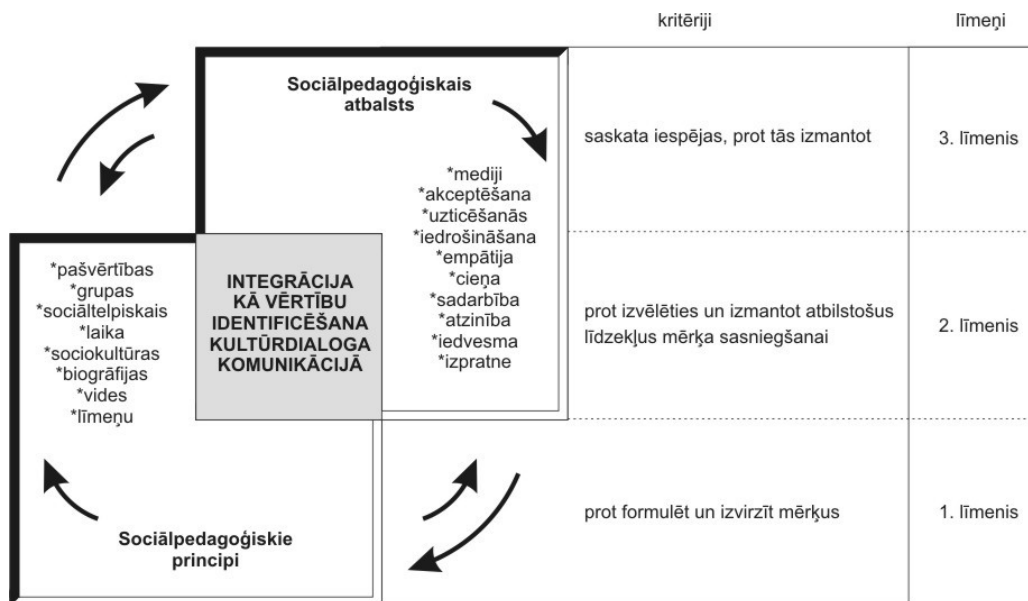 kritēriji
līmeņi
Sociālpedagoģiskais
atbalsts
*mediji
*akceptēšana
*uzticēšanās
*iedrošināšana
*empātija
*cieņa
*sadarbība
*atzinība
*iedvesma
*izpratne
saskata iespējas, prot tās izmantot
3. līmenis
*pašvērtības
*grupas
*sociāltelpiskais
*laika
*sociokultūras
*biogrāfijas
*vides
*līmeņu
INTEGRĀCIJA
KĀ VĒRTĪBU
IDENTIFICĒŠANA
KULTŪRDIALOGA
KOMUNIKĀCIJĀ
prot izvēlēties un izmantot atbilstošus
līdzekļus mērķa sasniegšanai
2. līmenis
Sociālpedagoģiskie
principi
prot formulēt un izvirzīt mērķus
1. līmenis